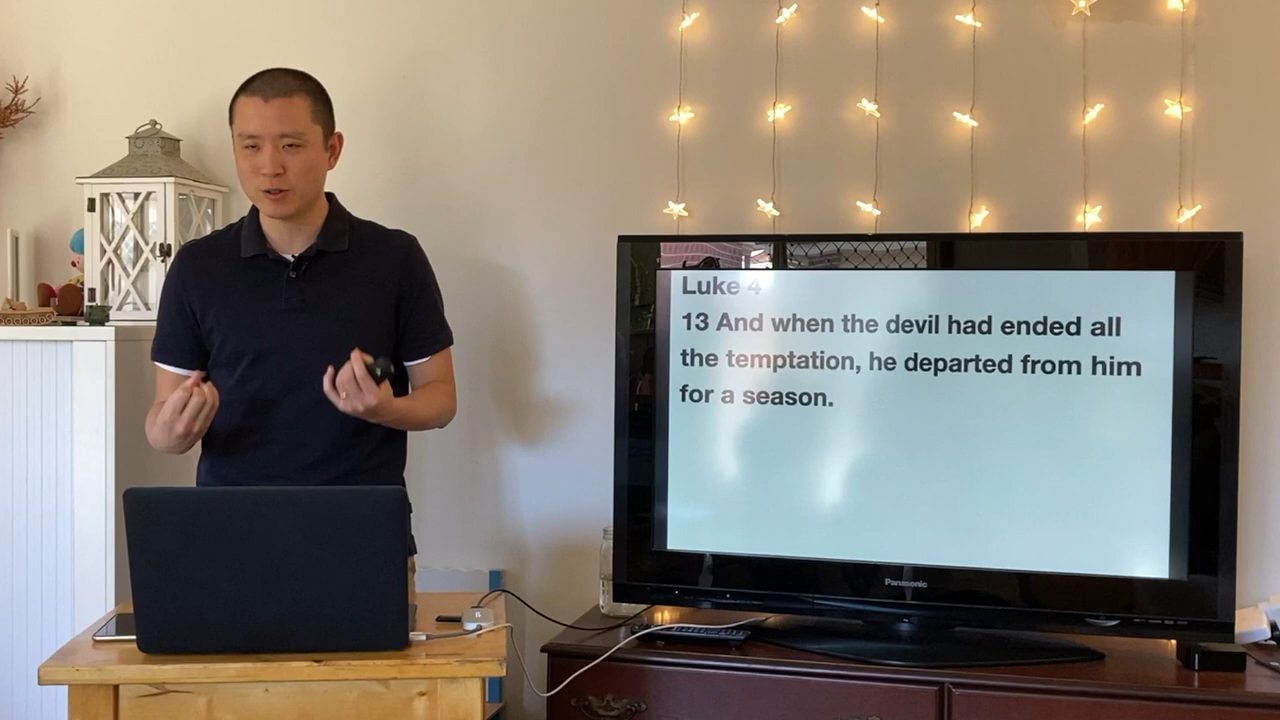 Luke 4
13 And when the devil had ended all
the temptation, he departed from him
for a season.
Panasonic